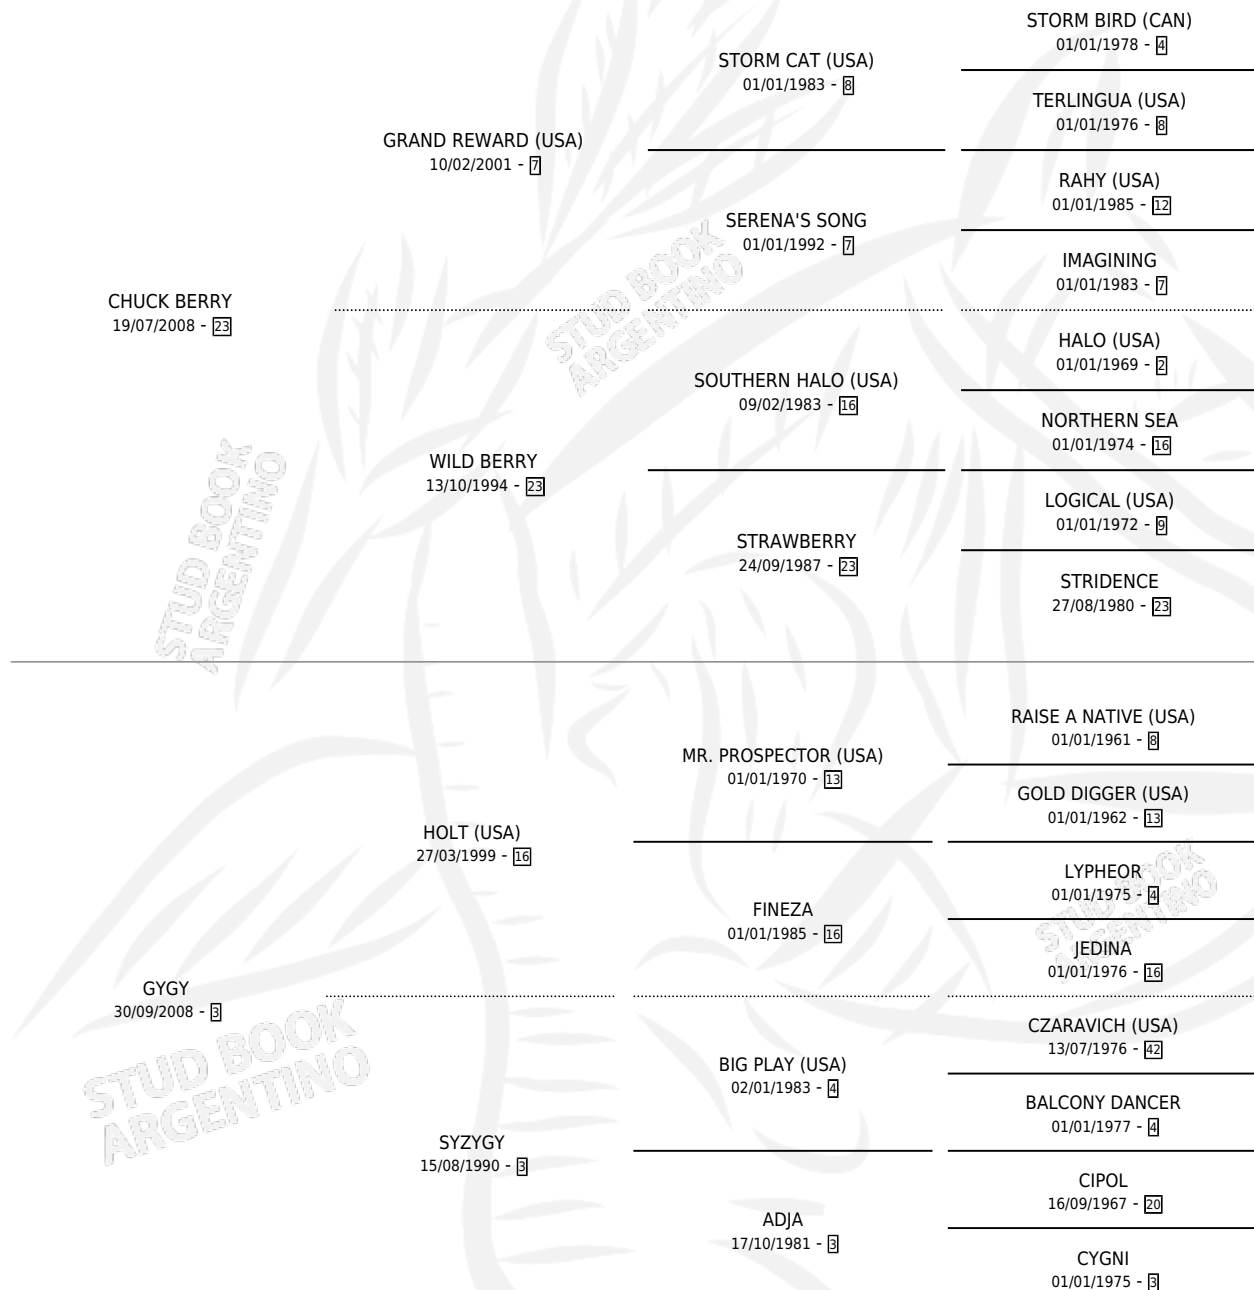 STORM BIRD (CAN)
01/01/1978 - 4
STORM CAT (USA)
01/01/1983 - 8
TERLINGUA (USA)
01/01/1976 - 8
GRAND REWARD (USA)
10/02/2001 - 7
RAHY (USA)
01/01/1985 - 12
SERENA'S SONG
01/01/1992 - 7
IMAGINING
01/01/1983 - 7
CHUCK BERRY
19/07/2008 - 23
HALO (USA)
01/01/1969 - 2
SOUTHERN HALO (USA)
09/02/1983 - 16
NORTHERN SEA
01/01/1974 - 16
WILD BERRY
13/10/1994 - 23
LOGICAL (USA)
01/01/1972 - 9
STRAWBERRY
24/09/1987 - 23
STRIDENCE
27/08/1980 - 23
RAISE A NATIVE (USA)
01/01/1961 - 8
MR. PROSPECTOR (USA)
01/01/1970 - 13
GOLD DIGGER (USA)
01/01/1962 - 13
HOLT (USA)
27/03/1999 - 16
LYPHEOR
01/01/1975 - 4
FINEZA
01/01/1985 - 16
JEDINA
01/01/1976 - 16
GYGY
30/09/2008 - 3
CZARAVICH (USA)
13/07/1976 - 42
BIG PLAY (USA)
02/01/1983 - 4
BALCONY DANCER
01/01/1977 - 4
SYZYGY
15/08/1990 - 3
CIPOL
16/09/1967 - 20
ADJA
17/10/1981 - 3
CYGNI
01/01/1975 - 3
STUD BOOK
ARGENTINO
STUD BOOK
ARGENTINO
STUD BOOK
ARGENTINO
STUD BOOK
ARGENTINO